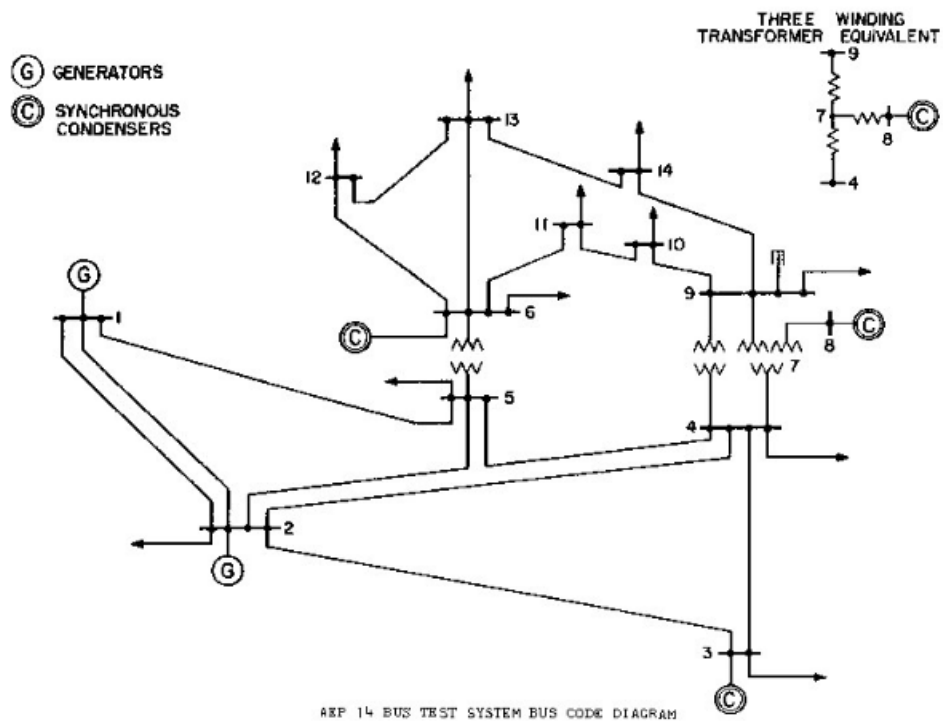 THREE WINDING
TRANSFORMER EQUIVALENT
9
7
C
8
4
G GENERATORS
C SYNCHRONOUS
CONDENSERS
13
12
14
11
10
G
1
9
6
C
8
C
7
5
4
2
G
3
C
AEP 14 BUS TEST SYSTEM BUS CODE DIAGRAM